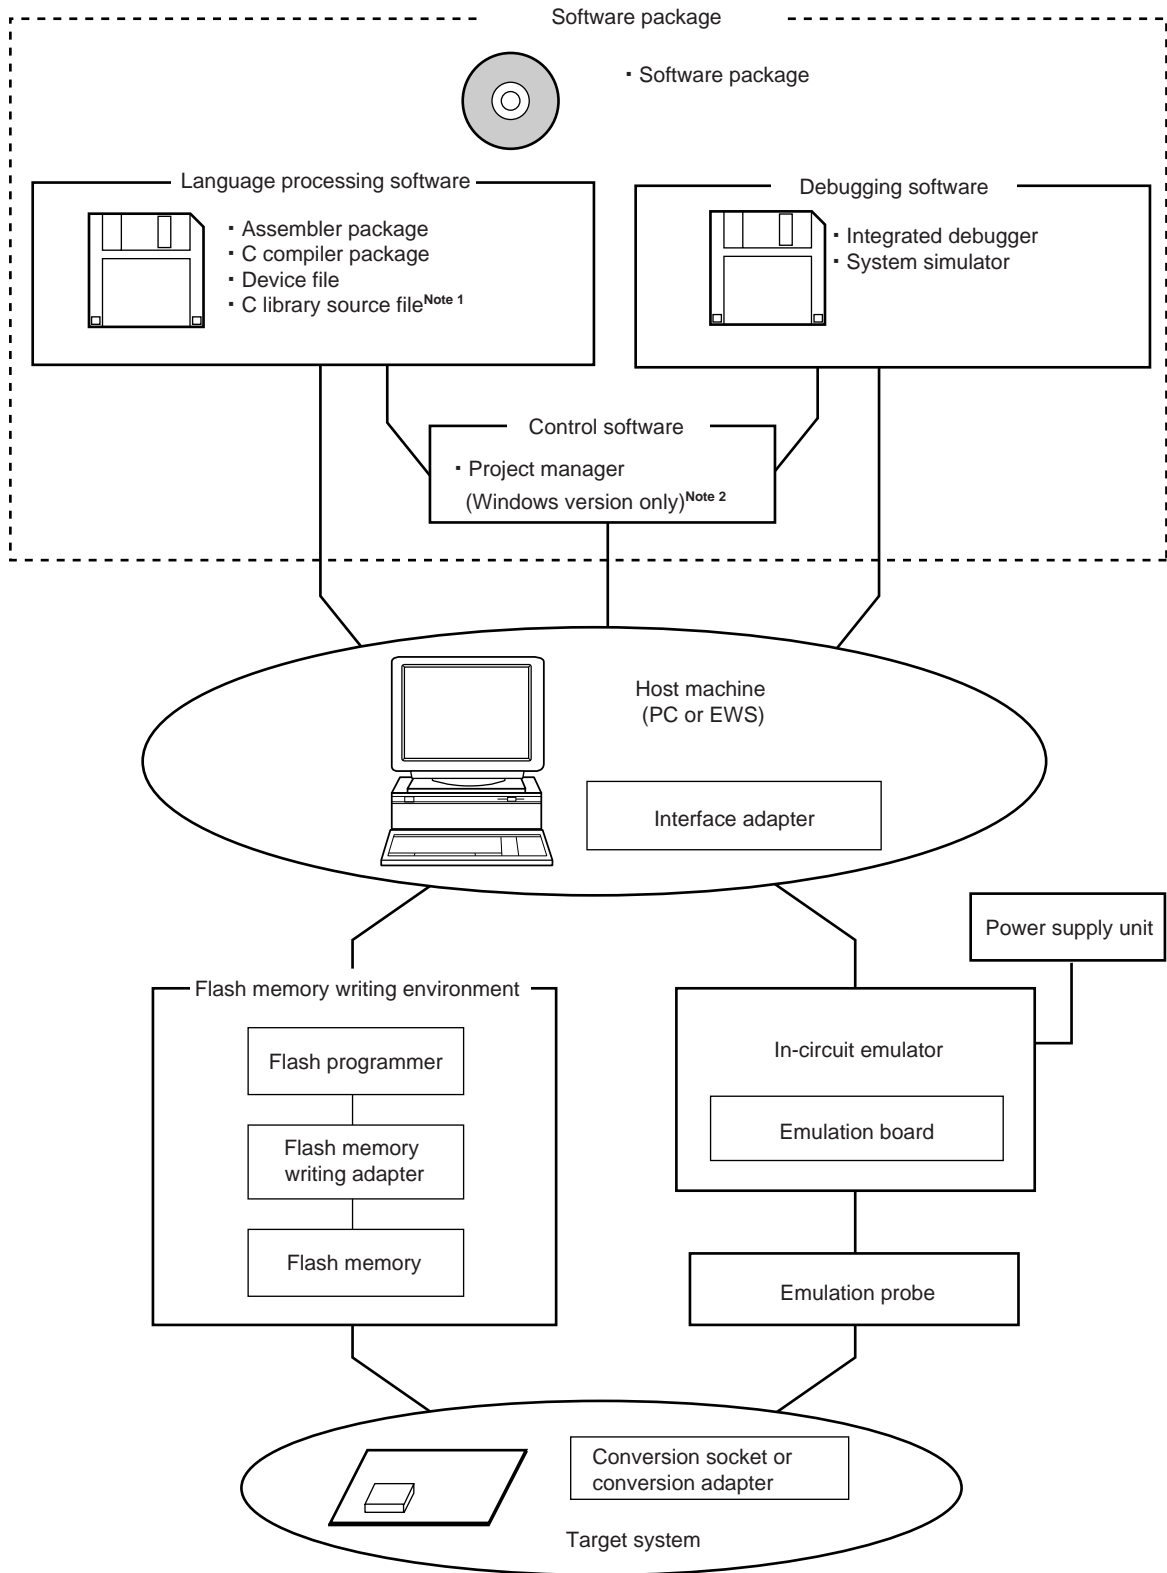 Software package
・Software package
Language processing software
・Assembler package
・C compiler package
・Device file
・C library source fileNote 1
Debugging software
・Integrated debugger
・System simulator
Control software
・Project manager
(Windows version only)Note 2
Host machine
(PC or EWS)
Interface adapter
Power supply unit
Flash memory writing environment
Flash programmer
Flash memory
writing adapter
Flash memory
In-circuit emulator
Emulation board
Emulation probe
Conversion socket or
conversion adapter
Target system